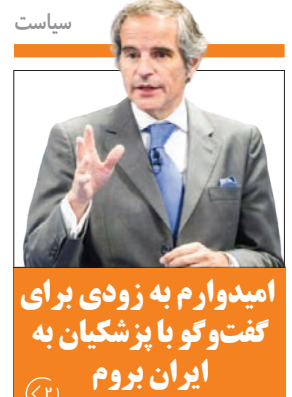 سیاست
امیدوارم به زودی برای
گفت‌وگو با پزشکیان به
ایران بروم
۲